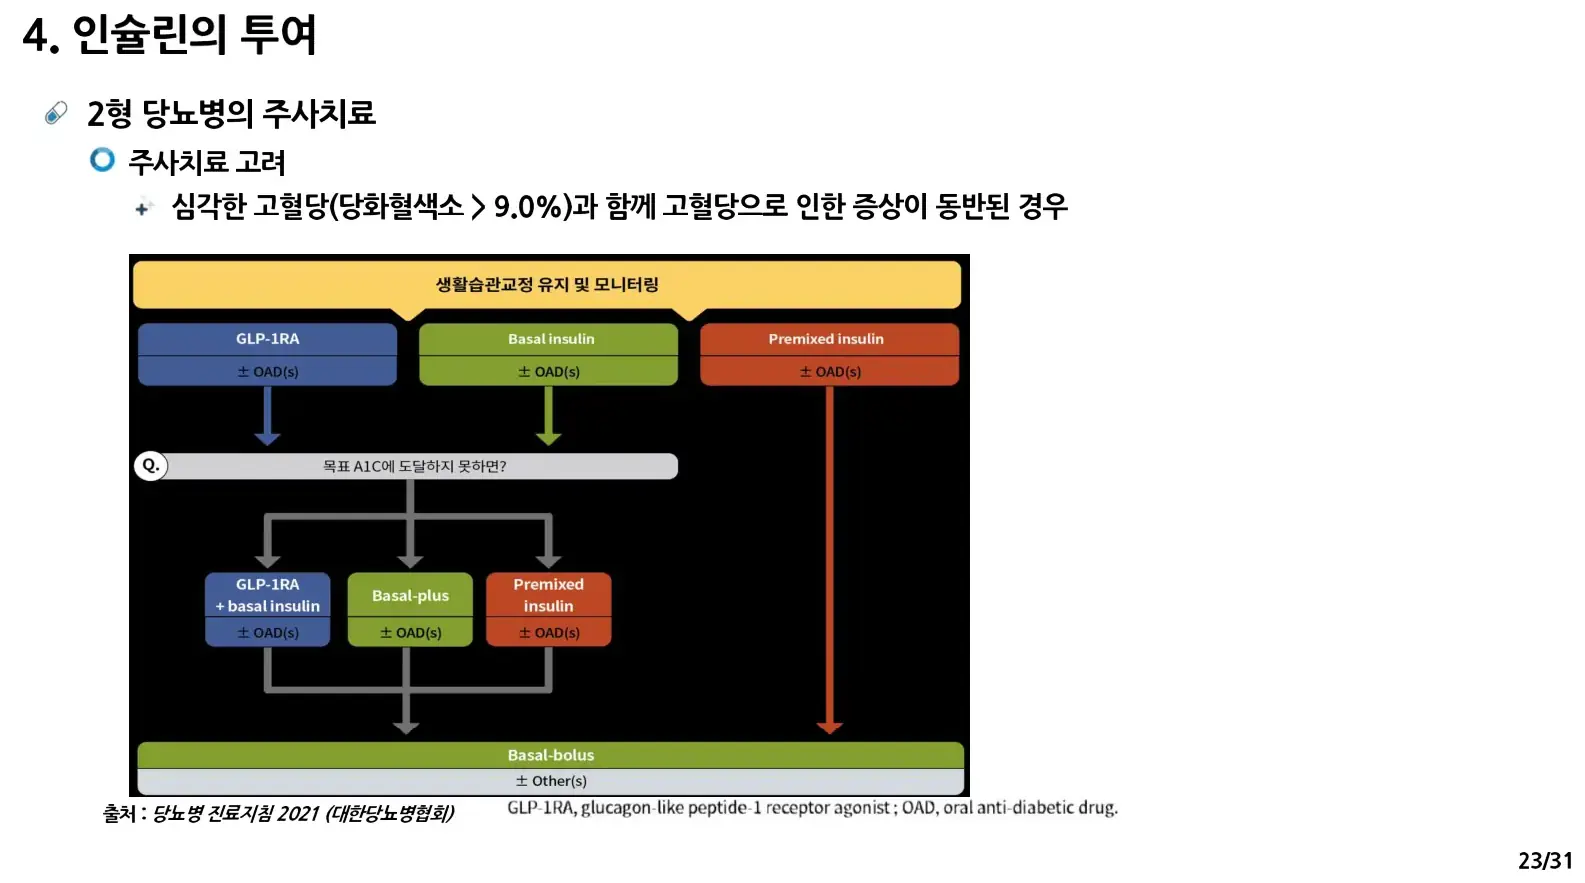 4. 인슐린의 투여
2형 당뇨병의 주사치료
주사치료 고려
심각한 고혈당(당화혈색소 > 9.0%)과 함께 고혈당으로 인한 증상이 동반된 경우
생활습관교정 유지 및 모니터링
GLP-1RA
± OAD(s)
Basal insulin
± OAD(s)
Premixed insulin
± OAD(s)
Q.
목표 A1C에 도달하지 못하면?
GLP-1RA
+ basal insulin
± OAD(s)
Basal-plus
± OAD(s)
Premixed
insulin
± OAD(s)
Basal-bolus
± Other(s)
출처 : 당뇨병 진료지침 2021 (대한당뇨병협회)
GLP-1RA, glucagon-like peptide-1 receptor agonist ; OAD, oral anti-diabetic drug.
23/31